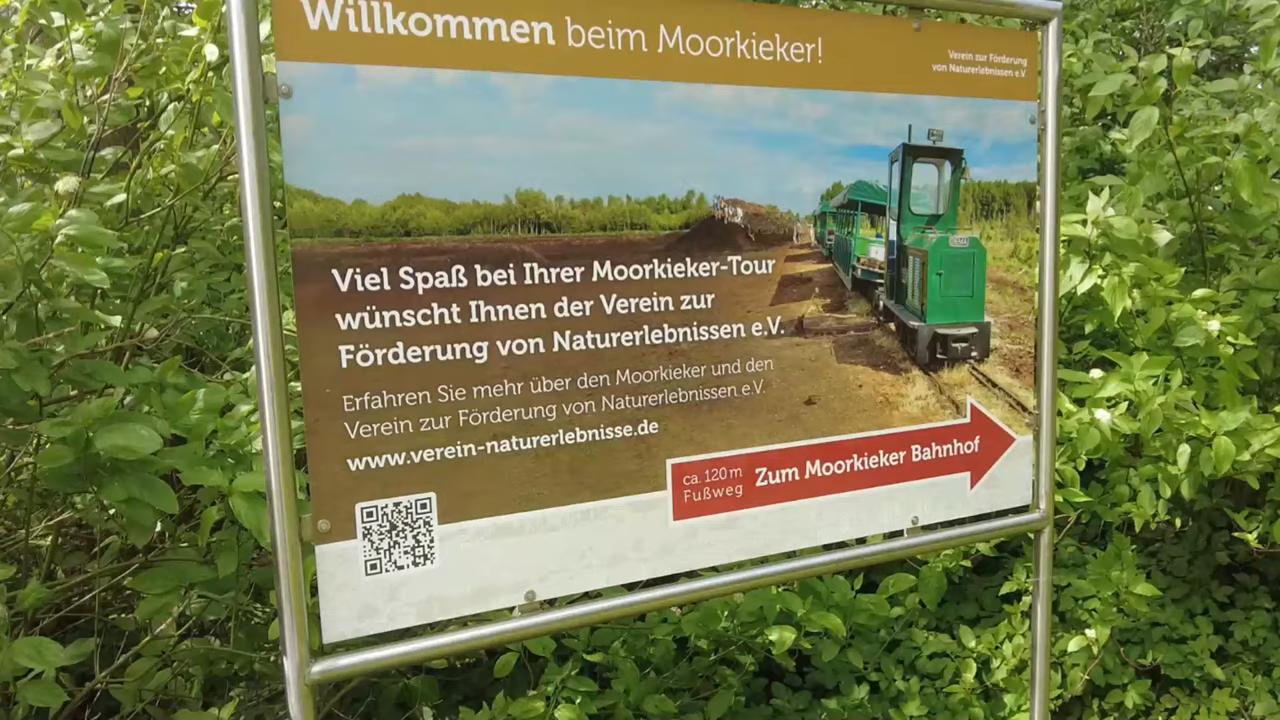 Willkommen beim Moorkieker!
Verein zur Förderung
von Naturerlebnissen e.V.
Viel Spaß bei Ihrer Moorkieker-Tour
wünscht Ihnen der Verein zur
Förderung von Naturerlebnissen e.V.
Erfahren Sie mehr über den Moorkieker und den
Verein zur Förderung von Naturerlebnissen e.V.
www.verein-naturerlebnisse.de
ca. 120 m
Fußweg
Zum Moorkieker Bahnhof